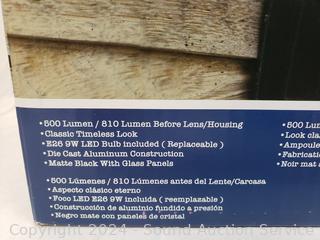 •500 Lumen / 810 Lumen Before Lens/Housing
•Classic Timeless Look
•E26 9W LED Bulb included ( Replaceable )
•Die Cast Aluminum Construction
•Matte Black With Glass Panels
•500 Lúmenes / 810 Lúmenes antes del Lente/Carcasa
•Aspecto clásico eterno
•Foco LED E26 9W incluida ( reemplazable )
•Construcción de aluminio fundido a presión
•Negro mate con paneles de cristal
•500 Lum
•Look cla
•Ampoule
•Fabricatio
•Noir mat a
Copyright 2024 - Sound Auction Service